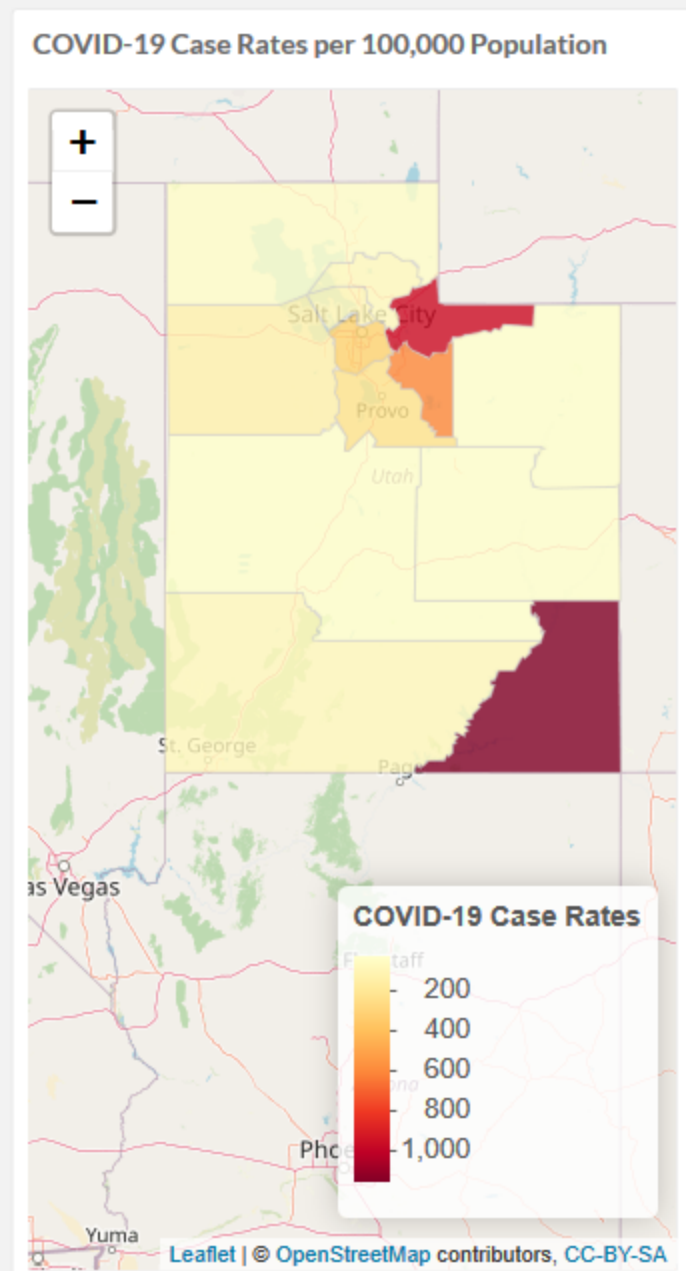 COVID-19 Case Rates per 100,000 Population
+
−
Salt Lake City
Provo
Utah
St. George
Page
as Vegas
COVID-19 Case Rates
200
400
600
800
1,000
Yuma
Leaflet | © OpenStreetMap contributors, CC-BY-SA